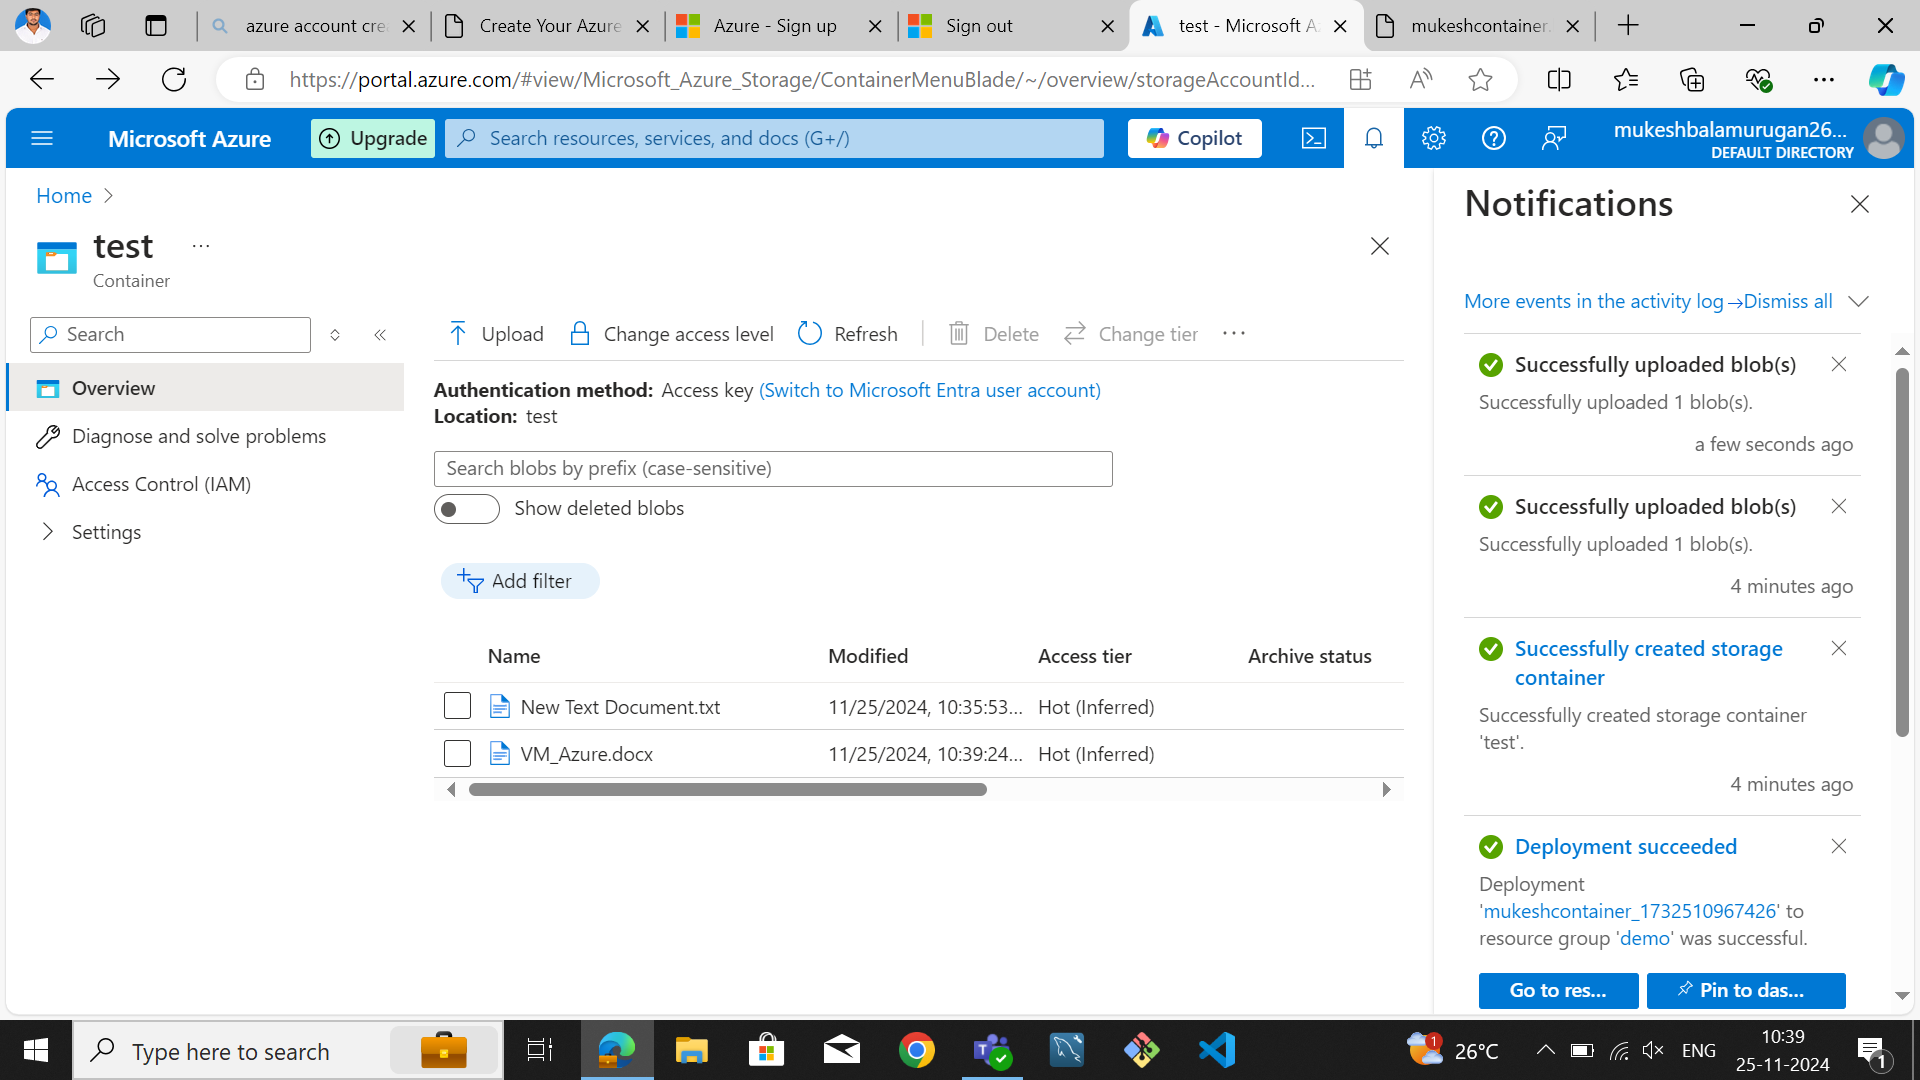 azure account cre
Create Your Azure
Azure - Sign up
Sign out
test - Microsoft Az
mukeshcontainer.
https://portal.azure.com/#view/Microsoft_Azure_Storage/ContainerMenuBlade/~/overview/storageAccountId...
Microsoft Azure
Upgrade
Search resources, services, and docs (G+/)
Copilot
mukeshbalamurugan26...
DEFAULT DIRECTORY
Home
test
...
Container
Search
Overview
Diagnose and solve problems
Access Control (IAM)
Settings
Upload
Change access level
Refresh
Delete
Change tier
...
Authentication method: Access key (Switch to Microsoft Entra user account)
Location: test
Search blobs by prefix (case-sensitive)
Show deleted blobs
Add filter
Name Modified Access tier Archive status
New Text Document.txt 11/25/2024, 10:35:53... Hot (Inferred)
VM_Azure.docx 11/25/2024, 10:39:24... Hot (Inferred)
Notifications
More events in the activity log → Dismiss all
Successfully uploaded blob(s)
Successfully uploaded 1 blob(s).
a few seconds ago
Successfully uploaded blob(s)
Successfully uploaded 1 blob(s).
4 minutes ago
Successfully created storage
container
Successfully created storage container
'test'.
4 minutes ago
Deployment succeeded
Deployment
'mukeshcontainer_1732510967426' to
resource group 'demo' was successful.
Go to res...
Pin to das...
Type here to search
1
26°C
ENG
10:39
25-11-2024
1